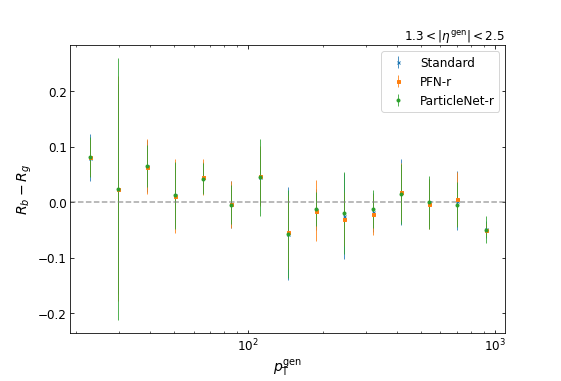 1.3 < |η^gen| < 2.5
Standard
PFN-r
ParticleNet-r
0.2
0.1
0.0
−0.1
−0.2
R_b − R_g
10^2
10^3
p_T^gen